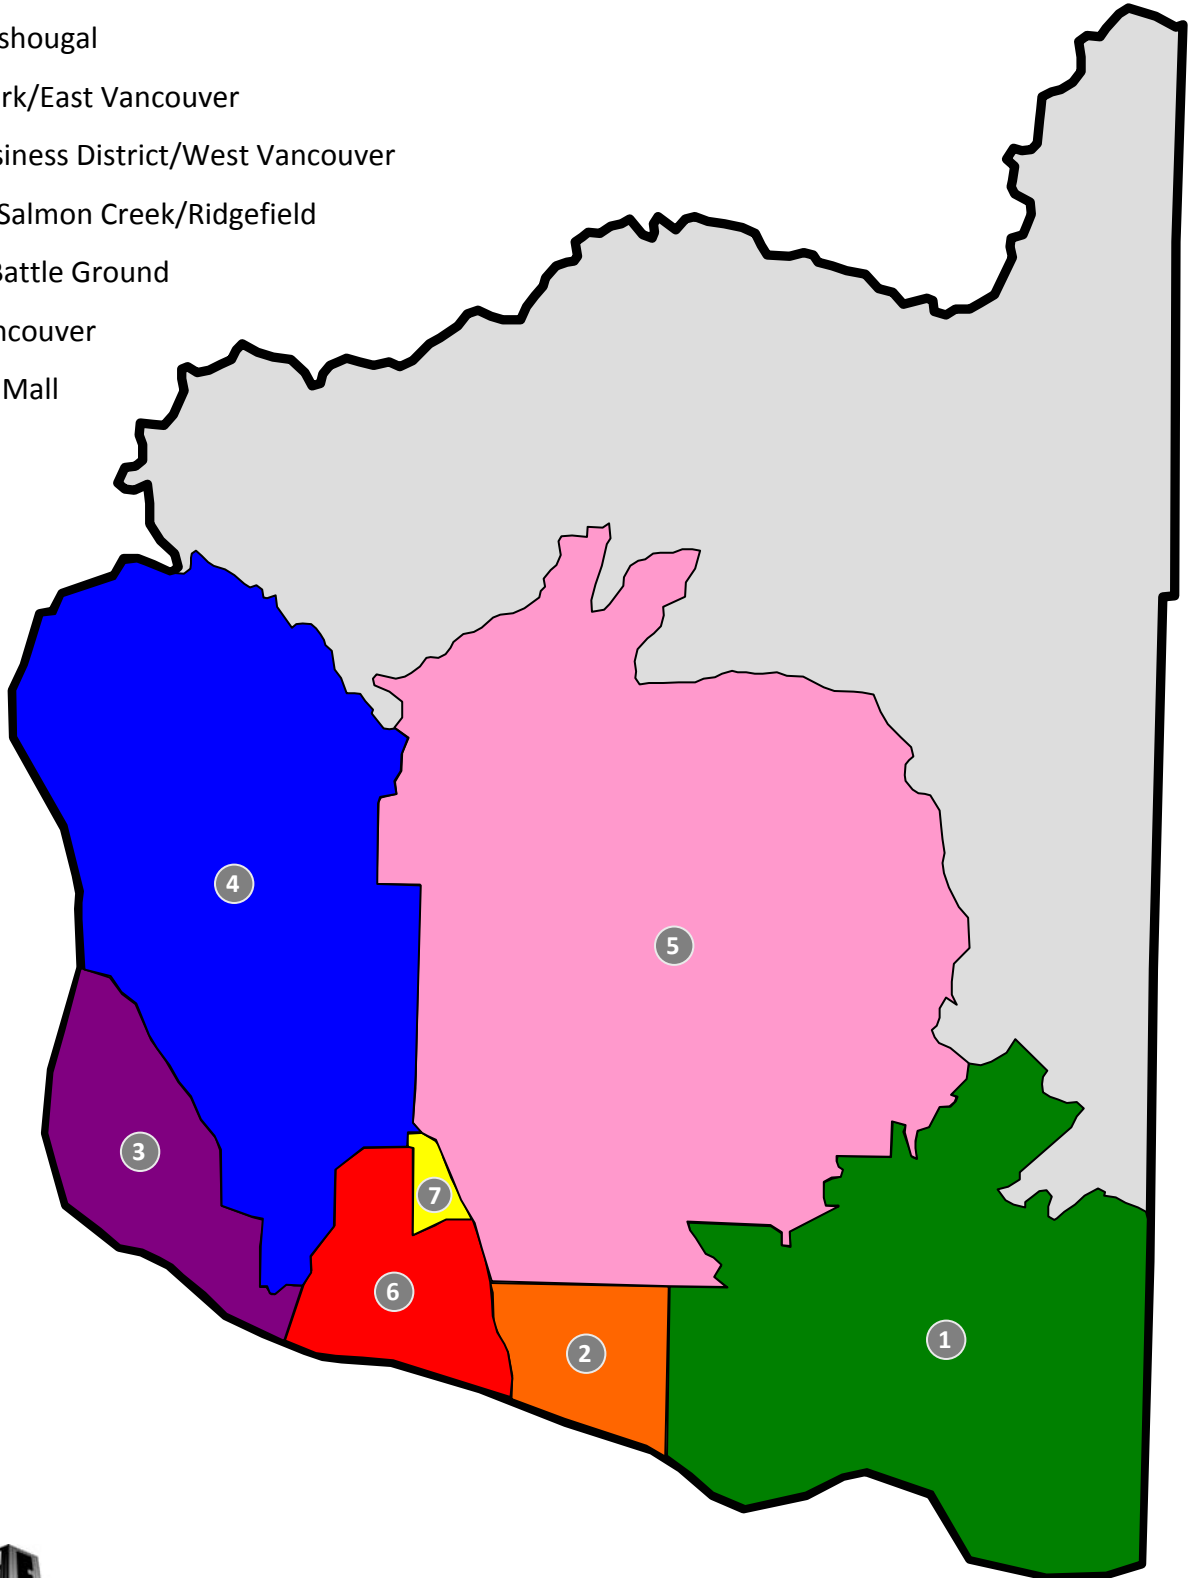 shougal
rk/East Vancouver
siness District/West Vancouver
Salmon Creek/Ridgefield
Battle Ground
ncouver
Mall
4
5
3
7
6
2
1